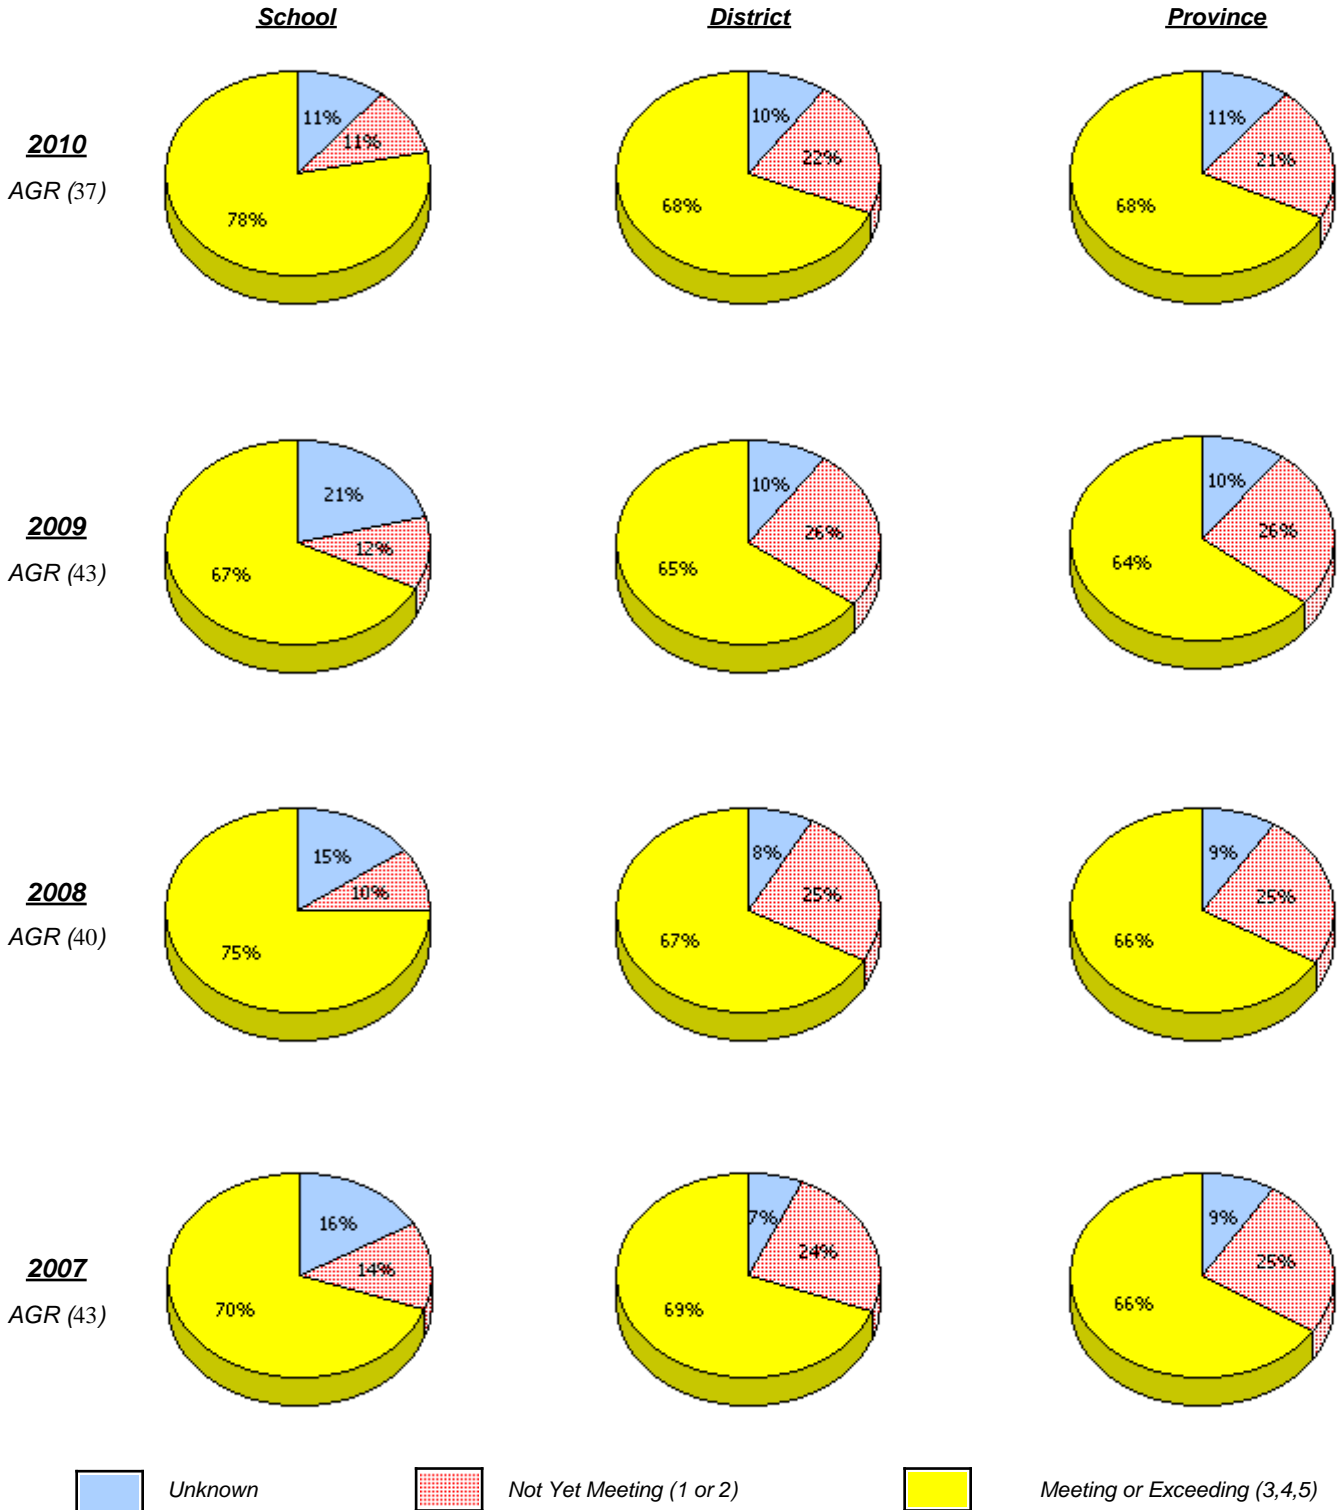 School District Province
11% 10% 11%
2010 11% 22% 21%
AGR (37)
78% 68% 68%
21% 10% 10%
2009 12% 26% 26%
AGR (43) 67% 65% 64%
15% 8% 9%
2008 10% 25% 25%
AGR (40) 75% 67% 66%
16% 7% 9%
2007 14% 24% 25%
AGR (43) 70% 69% 66%
Unknown Not Yet Meeting (1 or 2) Meeting or Exceeding (3,4,5)